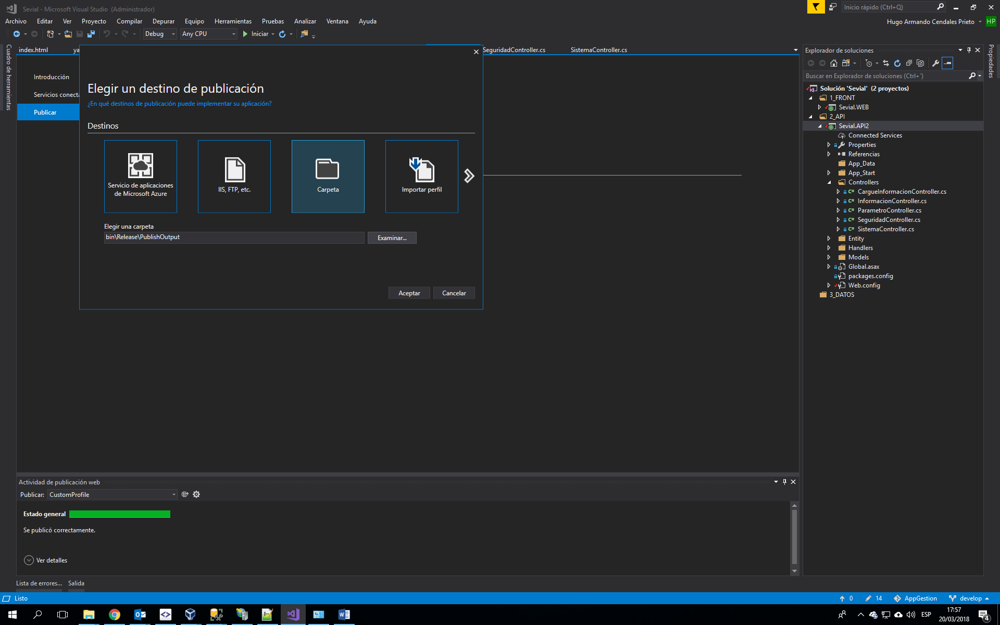 Sevial - Microsoft Visual Studio (Administrador)
Inicio rápido (Ctrl+Q)
Archivo Editar Ver Proyecto Compilar Depurar Equipo Herramientas Pruebas Analizar Ventana Ayuda
Hugo Armando Cendales Prieto HP
Debug Any CPU Iniciar
Cuadro de herramientas
index.html ya SeguridadController.cs SistemaController.cs
Introducción
Servicios conecta
Publicar
Elegir un destino de publicación
¿En qué destinos de publicación puede implementar su aplicación?
Destinos
Servicio de aplicaciones
de Microsoft Azure
IIS, FTP, etc.
Carpeta
Importar perfil
Elegir una carpeta
bin\Release\PublishOutput
Examinar...
Aceptar Cancelar
Explorador de soluciones
Buscar en Explorador de soluciones (Ctrl+´)
Solución 'Sevial' (2 proyectos)
1_FRONT
Sevial.WEB
2_API
Sevial.API2
Connected Services
Properties
Referencias
App_Data
App_Start
Controllers
C# CargueInformacionController.cs
C# InformacionController.cs
C# ParametroController.cs
C# SeguridadController.cs
C# SistemaController.cs
Entity
Handlers
Models
Global.asax
packages.config
Web.config
3_DATOS
Propiedades
Actividad de publicación web
Publicar: CustomProfile
Estado general
Se publicó correctamente.
Ver detalles
Lista de errores... Salida
Listo
0 14 AppGestion develop
ESP
17:57
20/03/2018
4